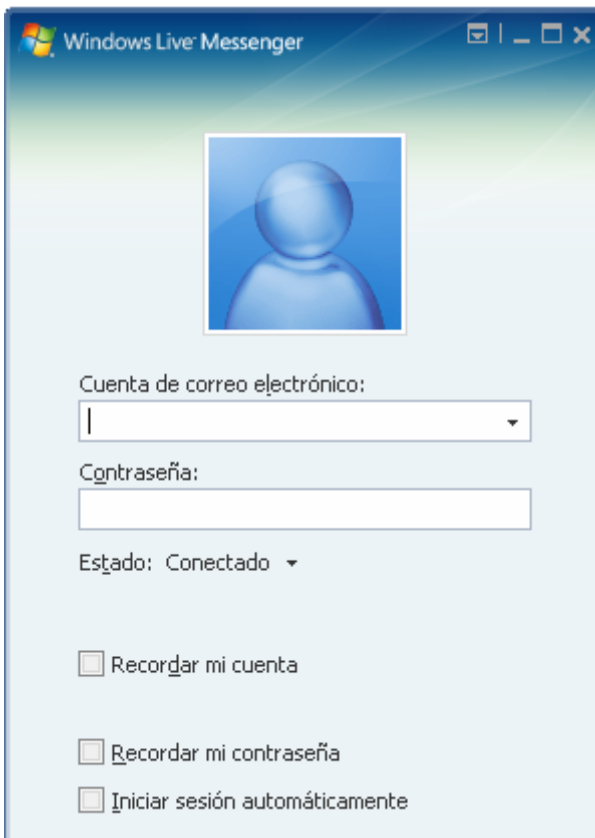 Windows Live Messenger
Cuenta de correo electrónico:
Contraseña:
Estado: Conectado
Recordar mi cuenta
Recordar mi contraseña
Iniciar sesión automáticamente